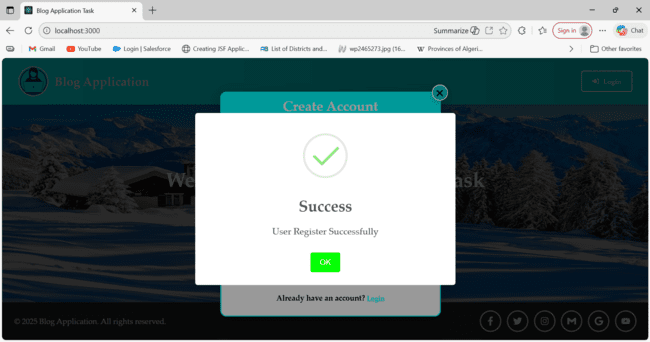 Blog Application Task
localhost:3000
Summarize
Sign in
Chat
Gmail
YouTube
Login | Salesforce
Creating JSF Applic...
List of Districts and...
wp2465273.jpg (16...
Provinces of Algeri...
Other favorites
Blog Application
Login
Create Account
We
sk
Success
User Register Successfully
OK
Already have an account? Login
© 2025 Blog Application. All rights reserved.